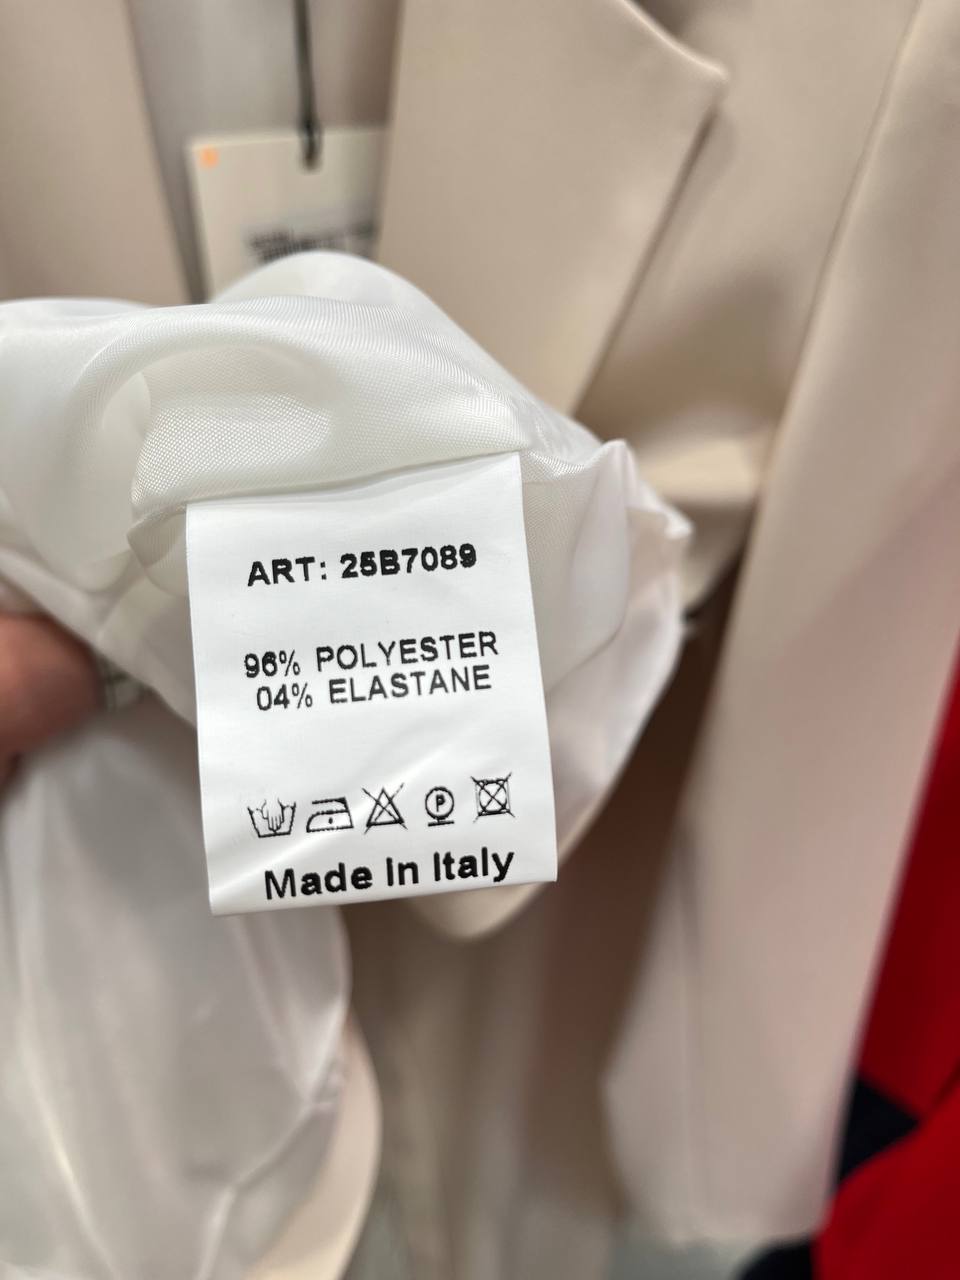 ART: 25B7089
96% POLYESTER
04% ELASTANE
P
Made In Italy